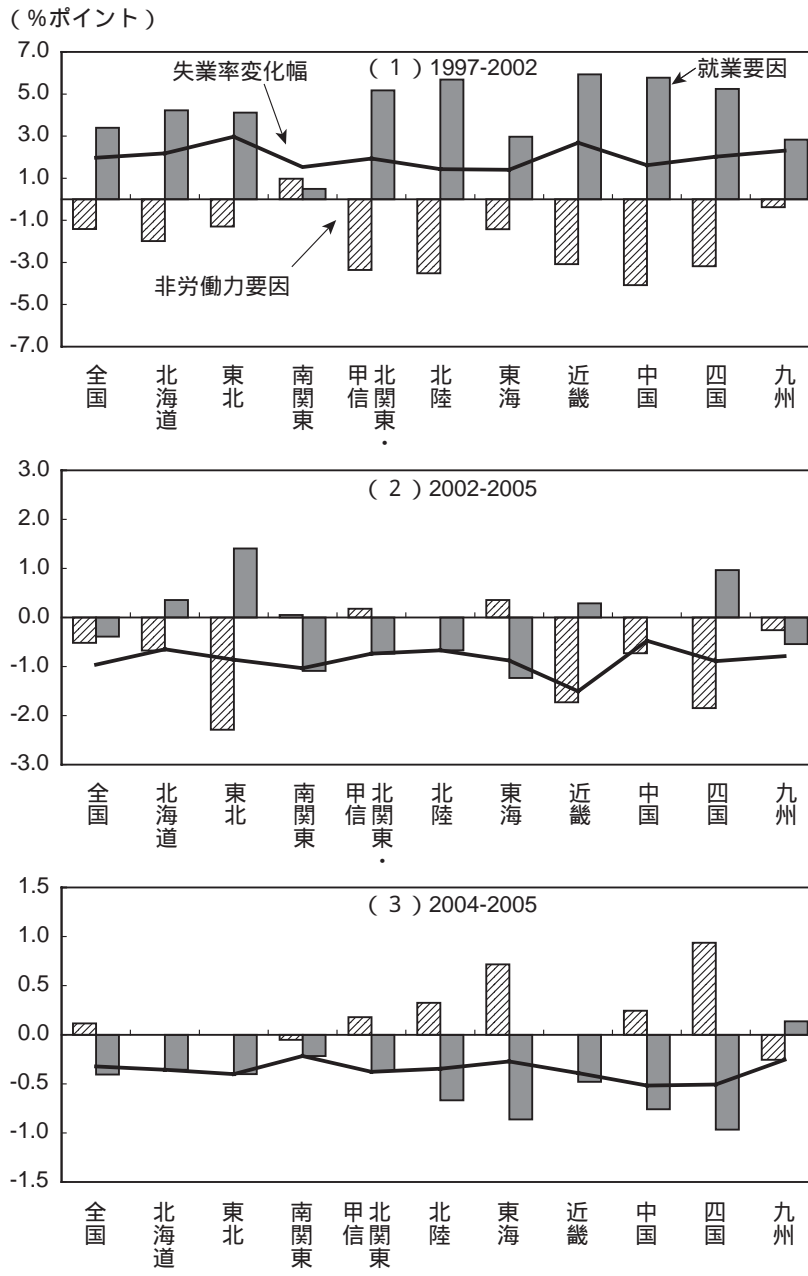 (%ポイント)
7.0
5.0
3.0
1.0
-1.0
-3.0
-5.0
-7.0
(1)1997-2002
失業率変化幅
就業要因
非労働力要因
全国
北海道
東北
南関東
北関東・
甲信
北陸
東海
近畿
中国
四国
九州
3.0
2.0
1.0
0.0
-1.0
-2.0
-3.0
(2)2002-2005
全国
北海道
東北
南関東
北関東・
甲信
北陸
東海
近畿
中国
四国
九州
1.5
1.0
0.5
0.0
-0.5
-1.0
-1.5
(3)2004-2005
全国
北海道
東北
南関東
北関東
甲信
北陸
東海
近畿
中国
四国
九州